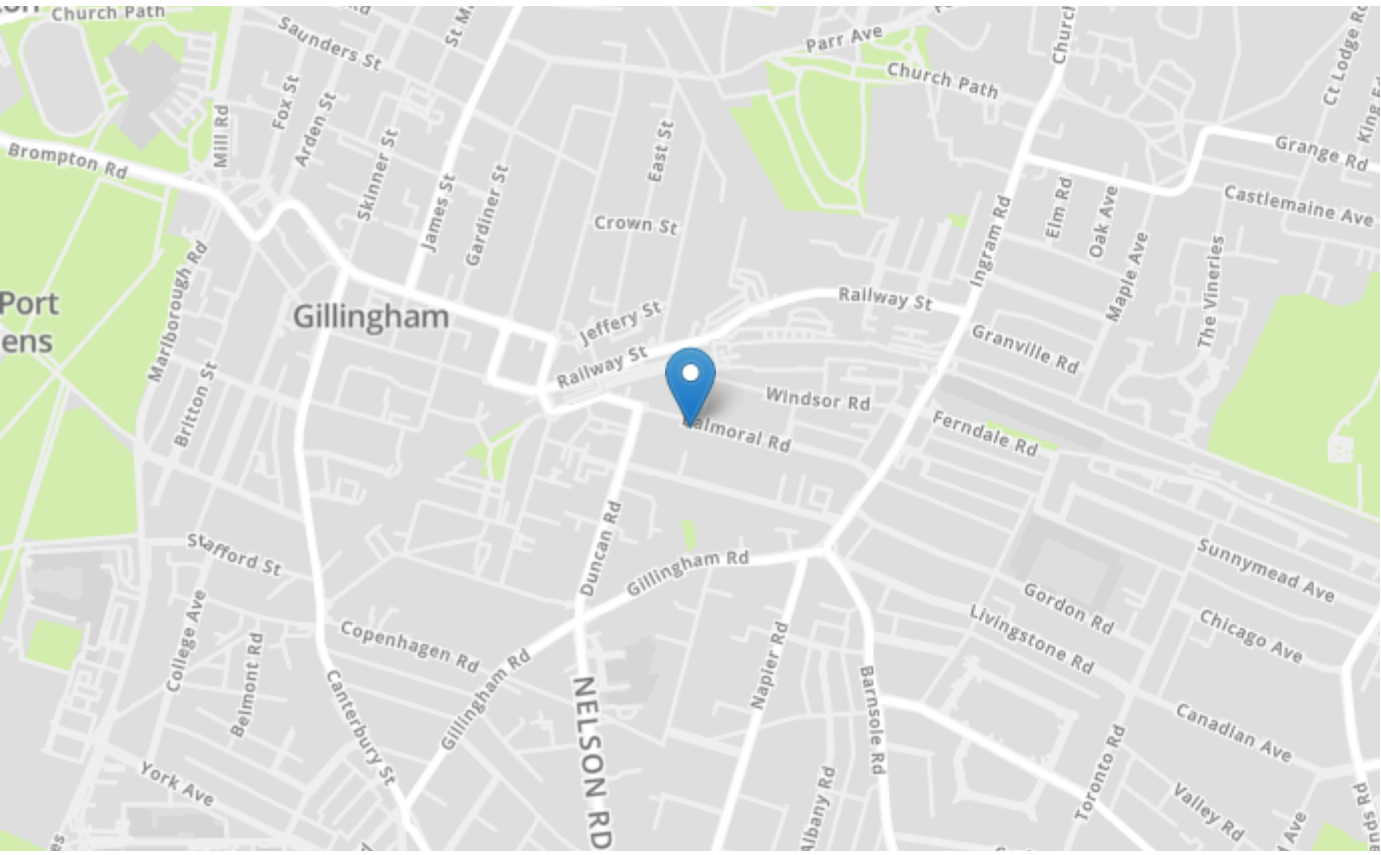 Church Path
Saunders St
Parr Ave
Church Path
Fox St
Arden St
Mill Rd
Brompton Rd
Skinner St
James St
Gardiner St
East St
Crown St
Ingram Rd
Elm Rd
Oak Ave
Maple Ave
Grange Rd
Castlemaine Ave
The Vineries
Ct Lodge Rd
Marlborough Rd
Port
ens
Gillingham
Jeffery St
Railway St
Railway St
Granville Rd
Windsor Rd
Ferndale Rd
Britton St
Stafford St
Duncan Rd
Gillingham Rd
Sunnymead Ave
Gordon Rd
Livingstone Rd
Chicago Ave
College Ave
Belmont Rd
Copenhagen Rd
Gillingham Rd
Canterbury St
NELSON RD
Napier Rd
Barnsole Rd
Canadian Ave
Toronto Rd
Valley Rd
York Ave
Albany Rd